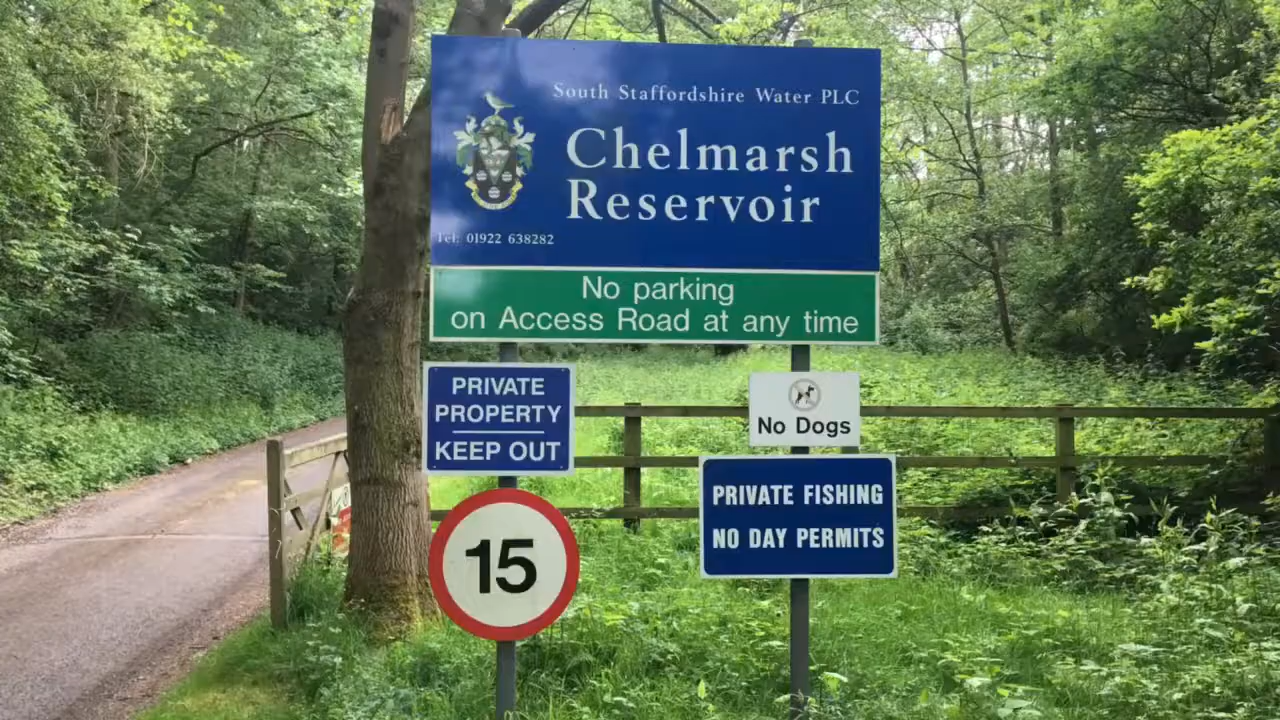 South Staffordshire Water PLC
Chelmarsh
Reservoir
Tel: 01922 638282
No parking
on Access Road at any time
PRIVATE
PROPERTY
KEEP OUT
No Dogs
PRIVATE FISHING
NO DAY PERMITS
15